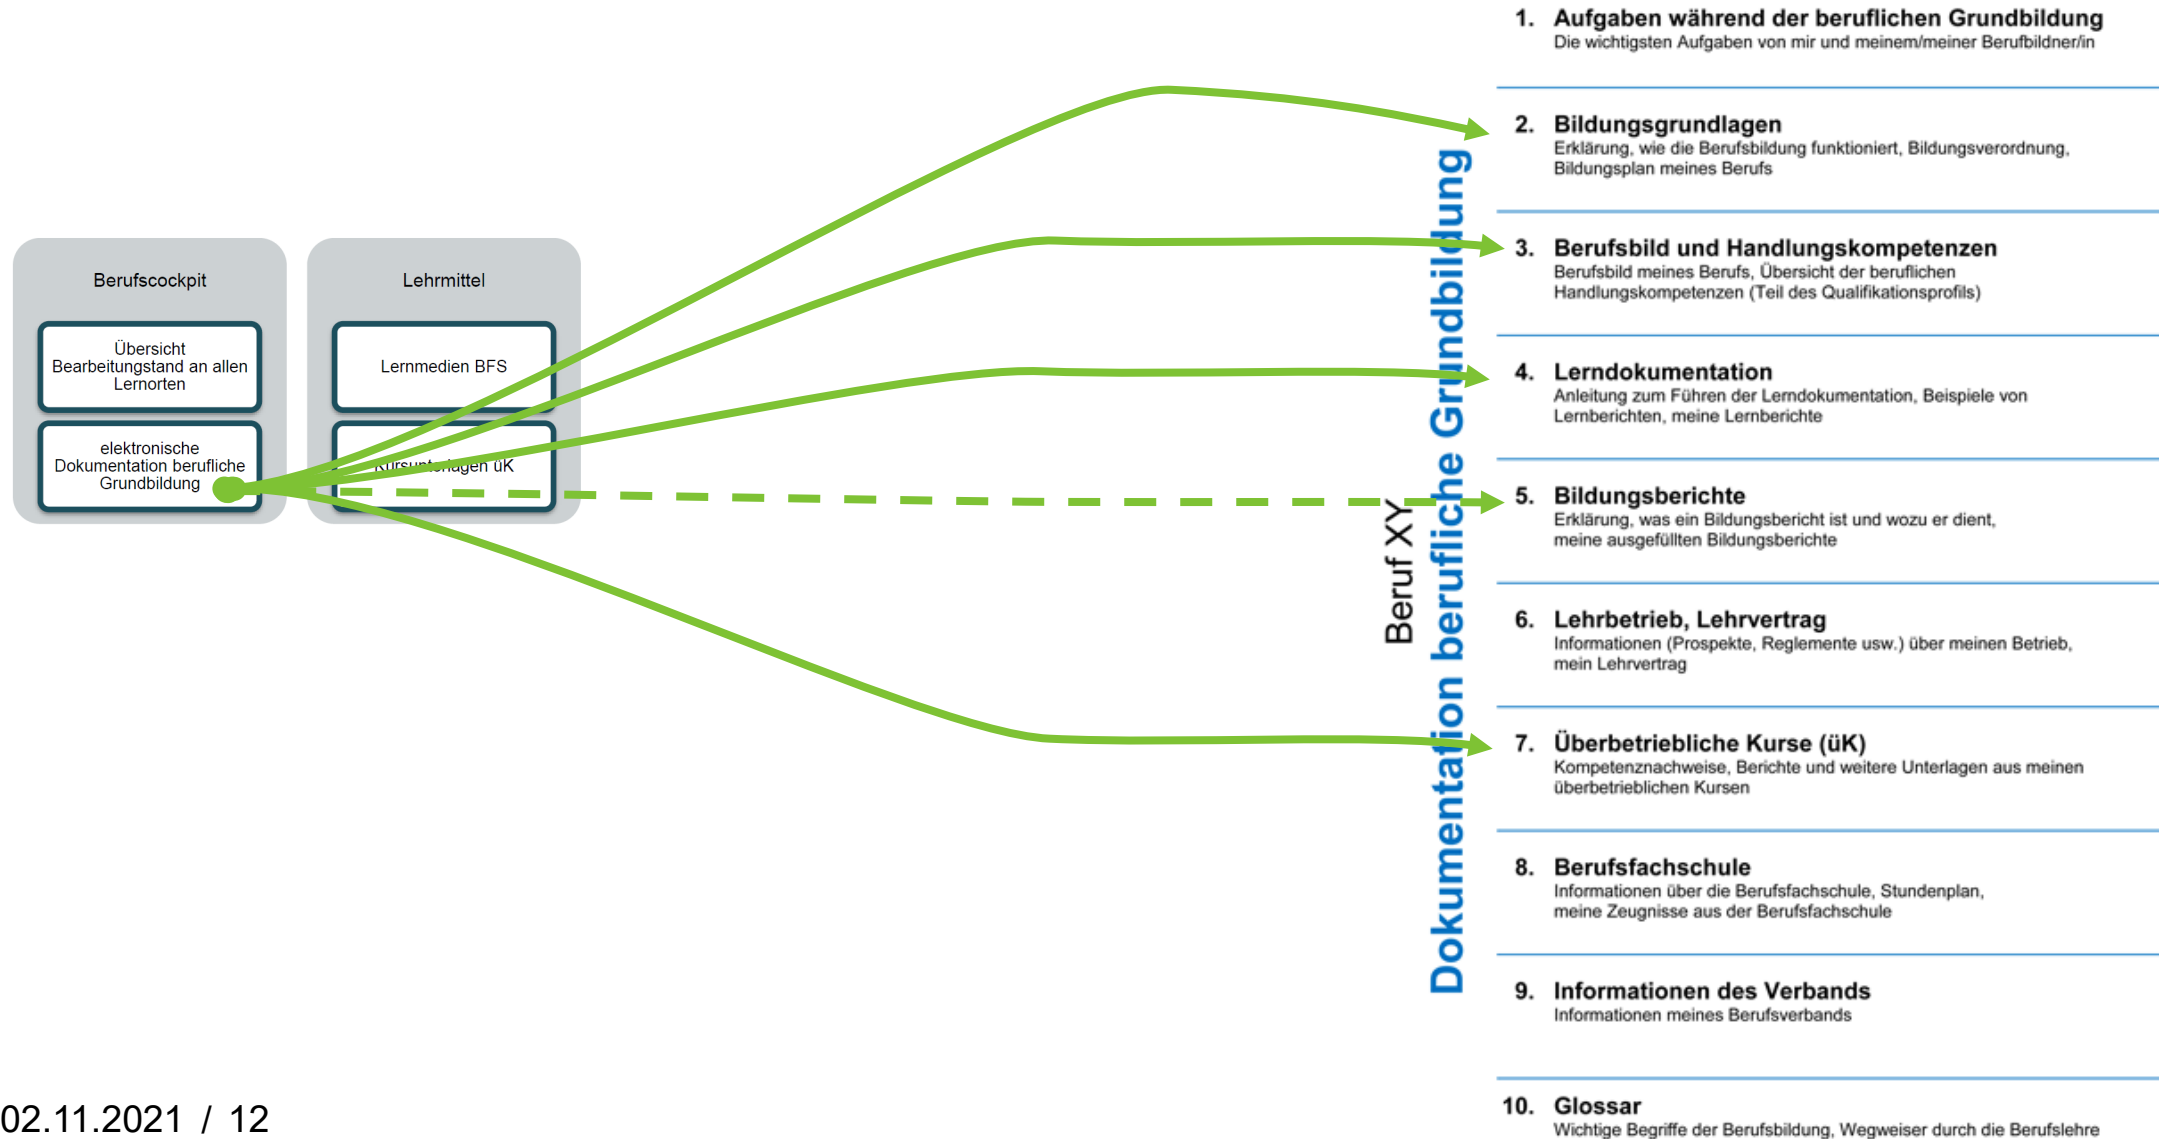 Berufscockpit
Übersicht
Bearbeitungstand an allen
Lernorten
elektronische
Dokumentation berufliche
Grundbildung
Lehrmittel
Lernmedien BFS
Kursunterlagen üK
Beruf XY
Dokumentation berufliche Grundbildung
1. Aufgaben während der beruflichen Grundbildung
Die wichtigsten Aufgaben von mir und meinem/meiner Berufbildner/in
2. Bildungsgrundlagen
Erklärung, wie die Berufsbildung funktioniert, Bildungsverordnung,
Bildungsplan meines Berufs
3. Berufsbild und Handlungskompetenzen
Berufsbild meines Berufs, Übersicht der beruflichen
Handlungskompetenzen (Teil des Qualifikationsprofils)
4. Lerndokumentation
Anleitung zum Führen der Lerndokumentation, Beispiele von
Lernberichten, meine Lernberichte
5. Bildungsberichte
Erklärung, was ein Bildungsbericht ist und wozu er dient,
meine ausgefüllten Bildungsberichte
6. Lehrbetrieb, Lehrvertrag
Informationen (Prospekte, Reglemente usw.) über meinen Betrieb,
mein Lehrvertrag
7. Überbetriebliche Kurse (üK)
Kompetenznachweise, Berichte und weitere Unterlagen aus meinen
überbetrieblichen Kursen
8. Berufsfachschule
Informationen über die Berufsfachschule, Stundenplan,
meine Zeugnisse aus der Berufsfachschule
9. Informationen des Verbands
Informationen meines Berufsverbands
10. Glossar
Wichtige Begriffe der Berufsbildung, Wegweiser durch die Berufslehre
02.11.2021 / 12